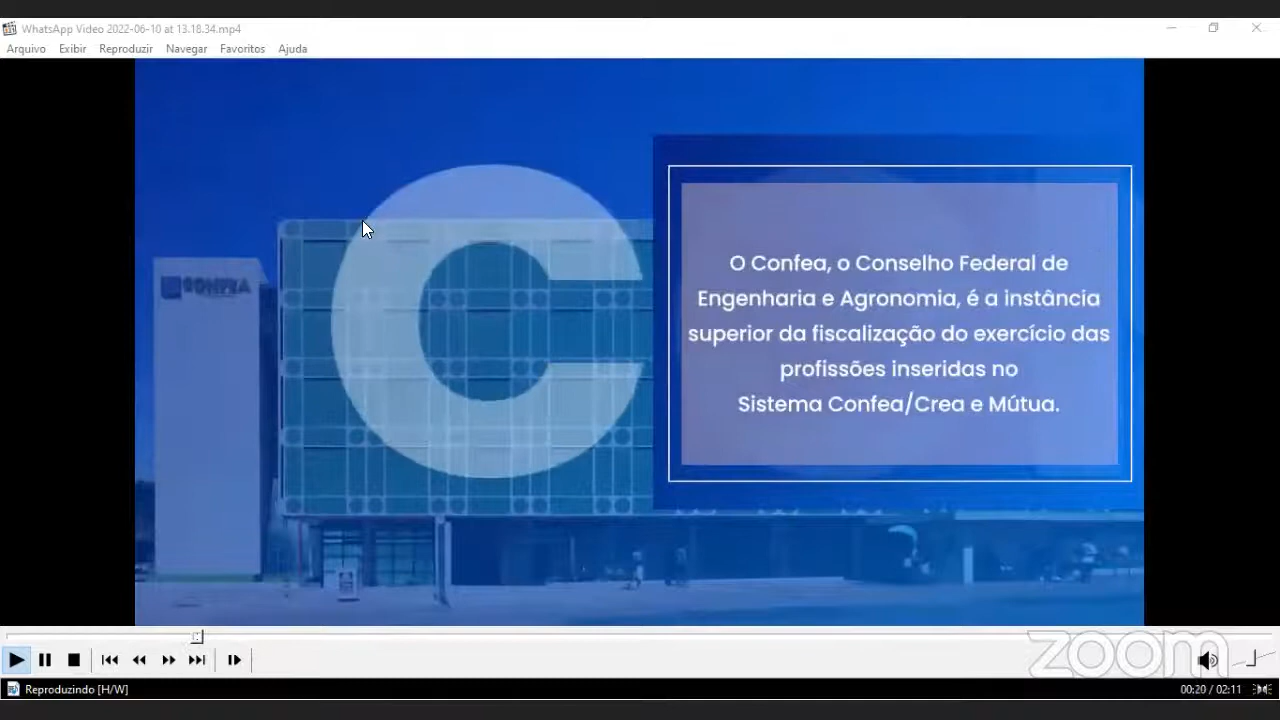 WhatsApp Video 2022-06-10 at 13.18.34.mp4
Arquivo Exibir Reproduzir Navegar Favoritos Ajuda
CONFEA
C
O Confea, o Conselho Federal de
Engenharia e Agronomia, é a instância
superior da fiscalização do exercício das
profissões inseridas no
Sistema Confea/Crea e Mútua.
zoom
Reproduzindo [H/W]
00:20 / 02:11